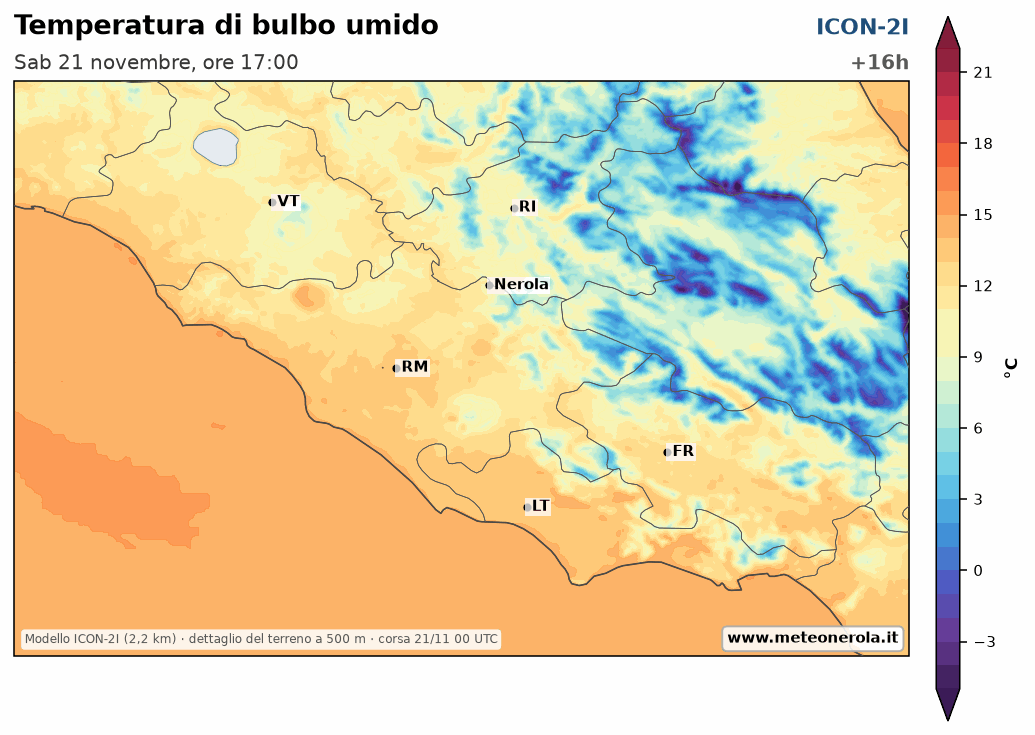 Temperatura di bulbo umido
ICON-2I
Sab 21 novembre, ore 17:00
+16h
VT
RI
Nerola
RM
FR
LT
Modello ICON-2I (2,2 km) · dettaglio del terreno a 500 m · corsa 21/11 00 UTC
www.meteonerola.it
21
18
15
12
9
6
3
0
−3
°C